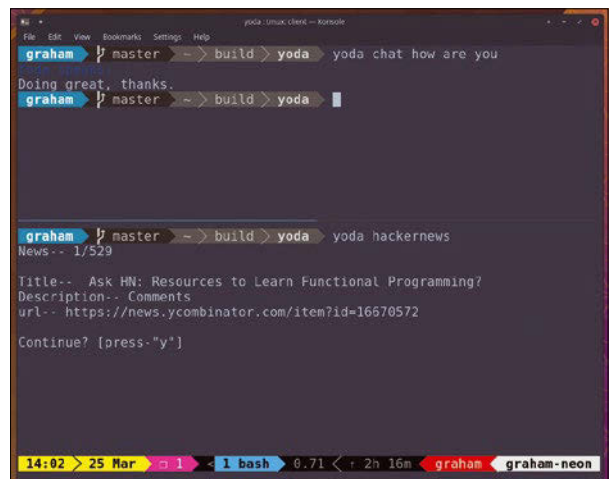 yoda : tmux: client — Konsole
File Edit View Bookmarks Settings Help
graham master ~ build yoda yoda chat how are you
Doing great, thanks.
graham master ~ build yoda
graham master ~ build yoda yoda hackernews
News-- 1/529
Title-- Ask HN: Resources to Learn Functional Programming?
Description-- Comments
url-- https://news.ycombinator.com/item?id=16670572
Continue? [press-"y"]
14:02 25 Mar 1 1 bash 0.71 ↑ 2h 16m graham graham-neon